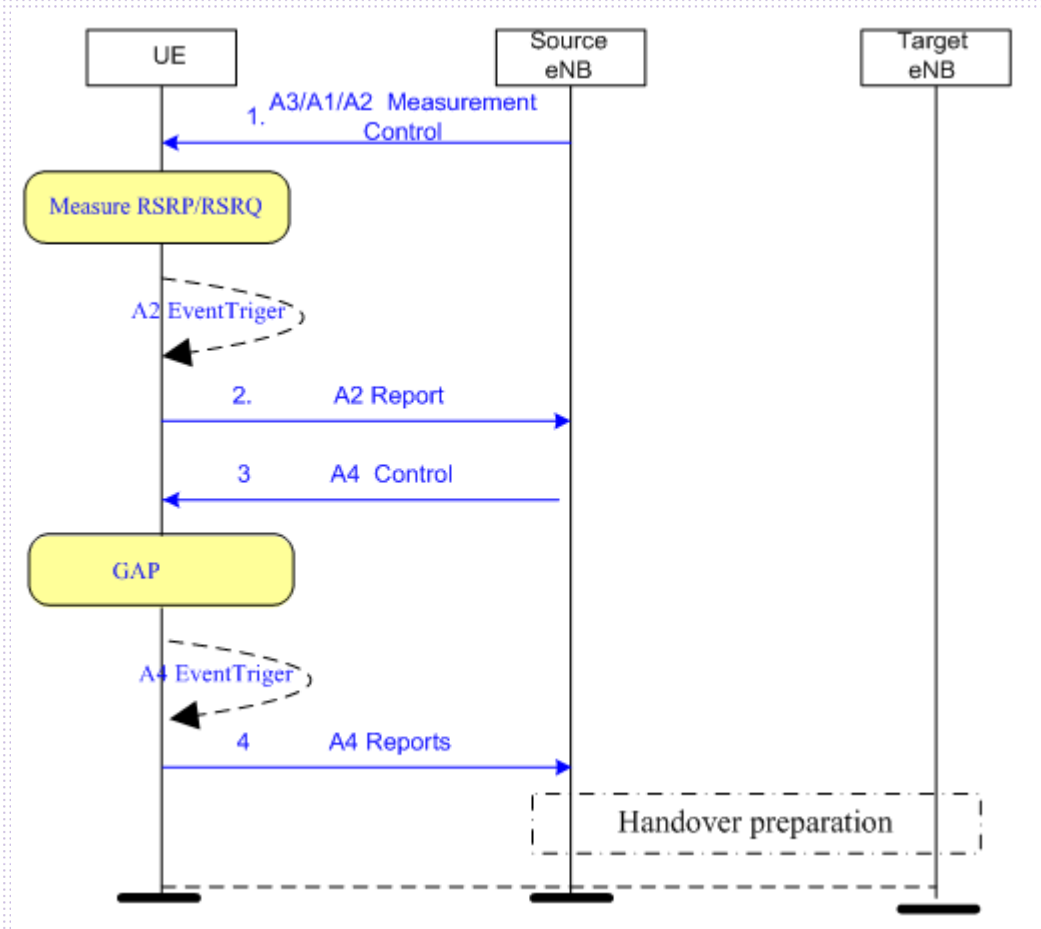 UE
Source
eNB
Target
eNB
1. A3/A1/A2 Measurement
Control
Measure RSRP/RSRQ
A2 EventTriger
2. A2 Report
3 A4 Control
GAP
A4 EventTriger
4 A4 Reports
Handover preparation